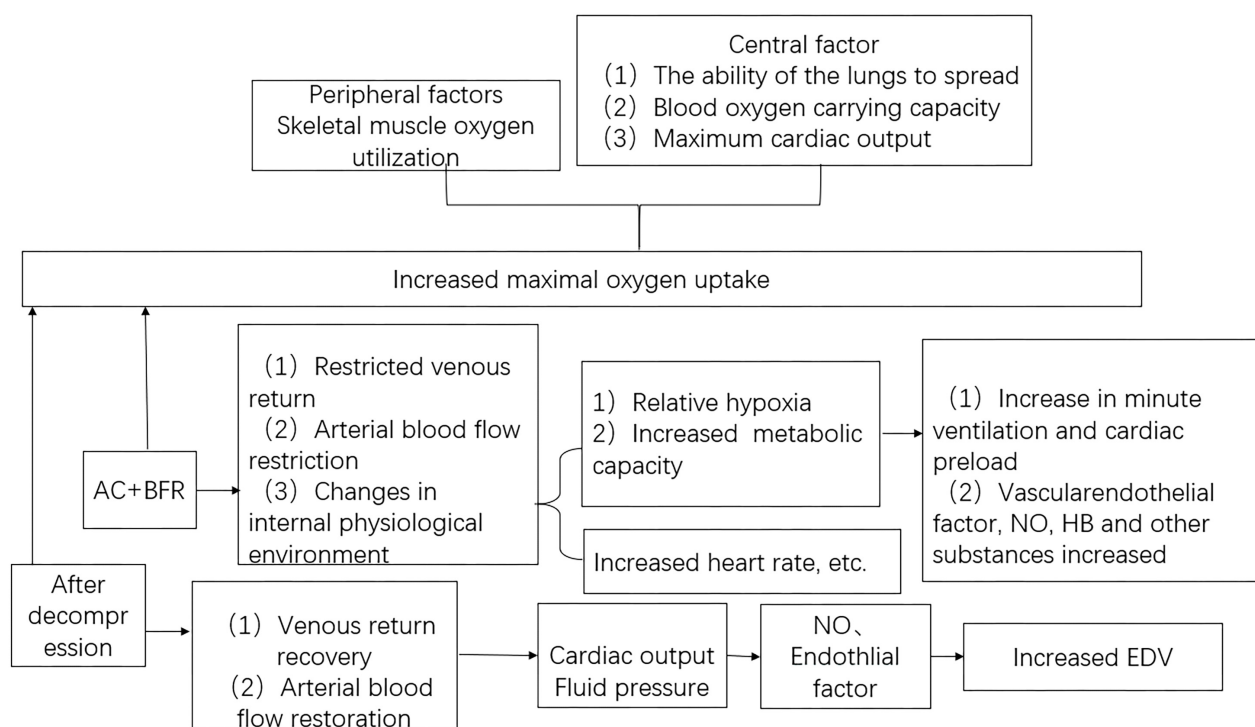 Central factor
（1）The ability of the lungs to spread
（2）Blood oxygen carrying capacity
（3）Maximum cardiac output
Peripheral factors
Skeletal muscle oxygen
utilization
Increased maximal oxygen uptake
AC+BFR
（1）Restricted venous
return
（2）Arterial blood flow
restriction
（3）Changes in
internal physiological
environment
1）Relative hypoxia
2）Increased metabolic
capacity
Increased heart rate, etc.
（1）Increase in minute
ventilation and cardiac
preload
（2）Vascularendothelial
factor, NO, HB and other
substances increased
After
decompr
ession
（1）Venous return
recovery
（2）Arterial blood
flow restoration
Cardiac output
Fluid pressure
NO、
Endothlial
factor
Increased EDV